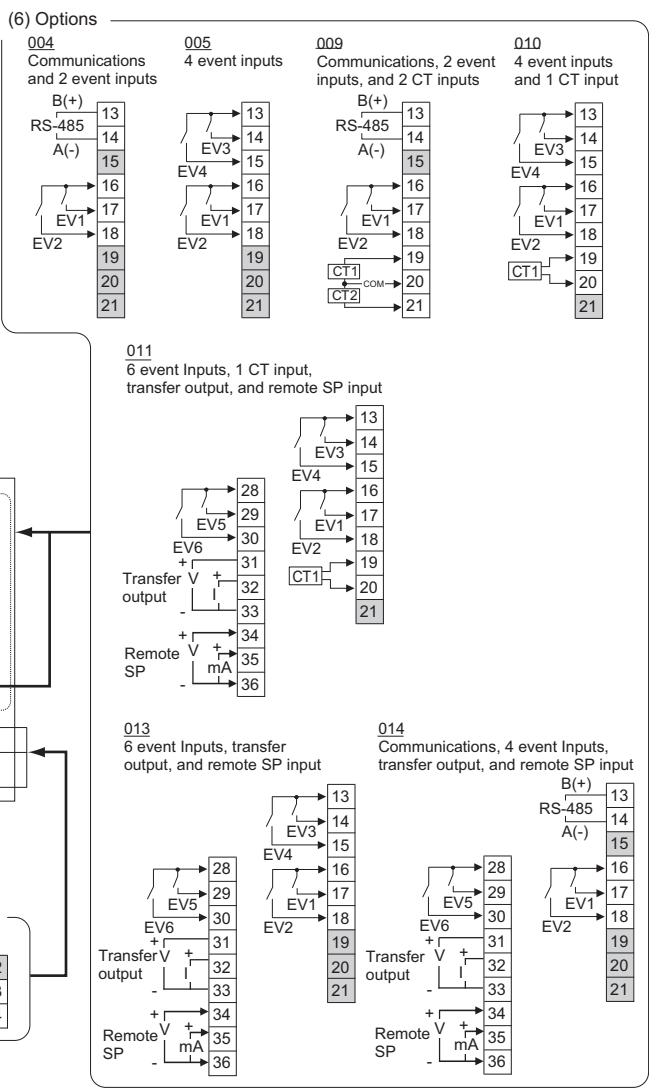 (6) Options
004
Communications
and 2 event inputs
B(+)
RS-485
A(-)
13
14
15
16
17
18
19
20
21
EV1
EV2
005
4 event inputs
13
14
15
16
17
18
19
20
21
EV3
EV4
EV1
EV2
009
Communications, 2 event
inputs, and 2 CT inputs
B(+)
RS-485
A(-)
13
14
15
16
17
18
19
20
21
EV1
EV2
CT1
COM
CT2
010
4 event inputs
and 1 CT input
13
14
15
16
17
18
19
20
21
EV3
EV4
EV1
EV2
CT1
011
6 event Inputs, 1 CT input,
transfer output, and remote SP input
13
14
15
16
17
18
19
20
21
EV3
EV4
EV1
EV2
CT1
28
29
30
31
32
33
34
35
36
EV5
EV6
Transfer
output
+
V
+
I
-
Remote
SP
+
V
+
mA
-
013
6 event Inputs, transfer
output, and remote SP input
13
14
15
16
17
18
19
20
21
EV3
EV4
EV1
EV2
28
29
30
31
32
33
34
35
36
EV5
EV6
Transfer
output
+
V
+
I
-
Remote
SP
+
V
+
mA
-
014
Communications, 4 event Inputs,
transfer output, and remote SP input
B(+)
RS-485
A(-)
13
14
15
16
17
18
19
20
21
EV1
EV2
28
29
30
31
32
33
34
35
36
EV5
EV6
Transfer
output
+
V
+
I
-
Remote
SP
+
V
+
mA
-